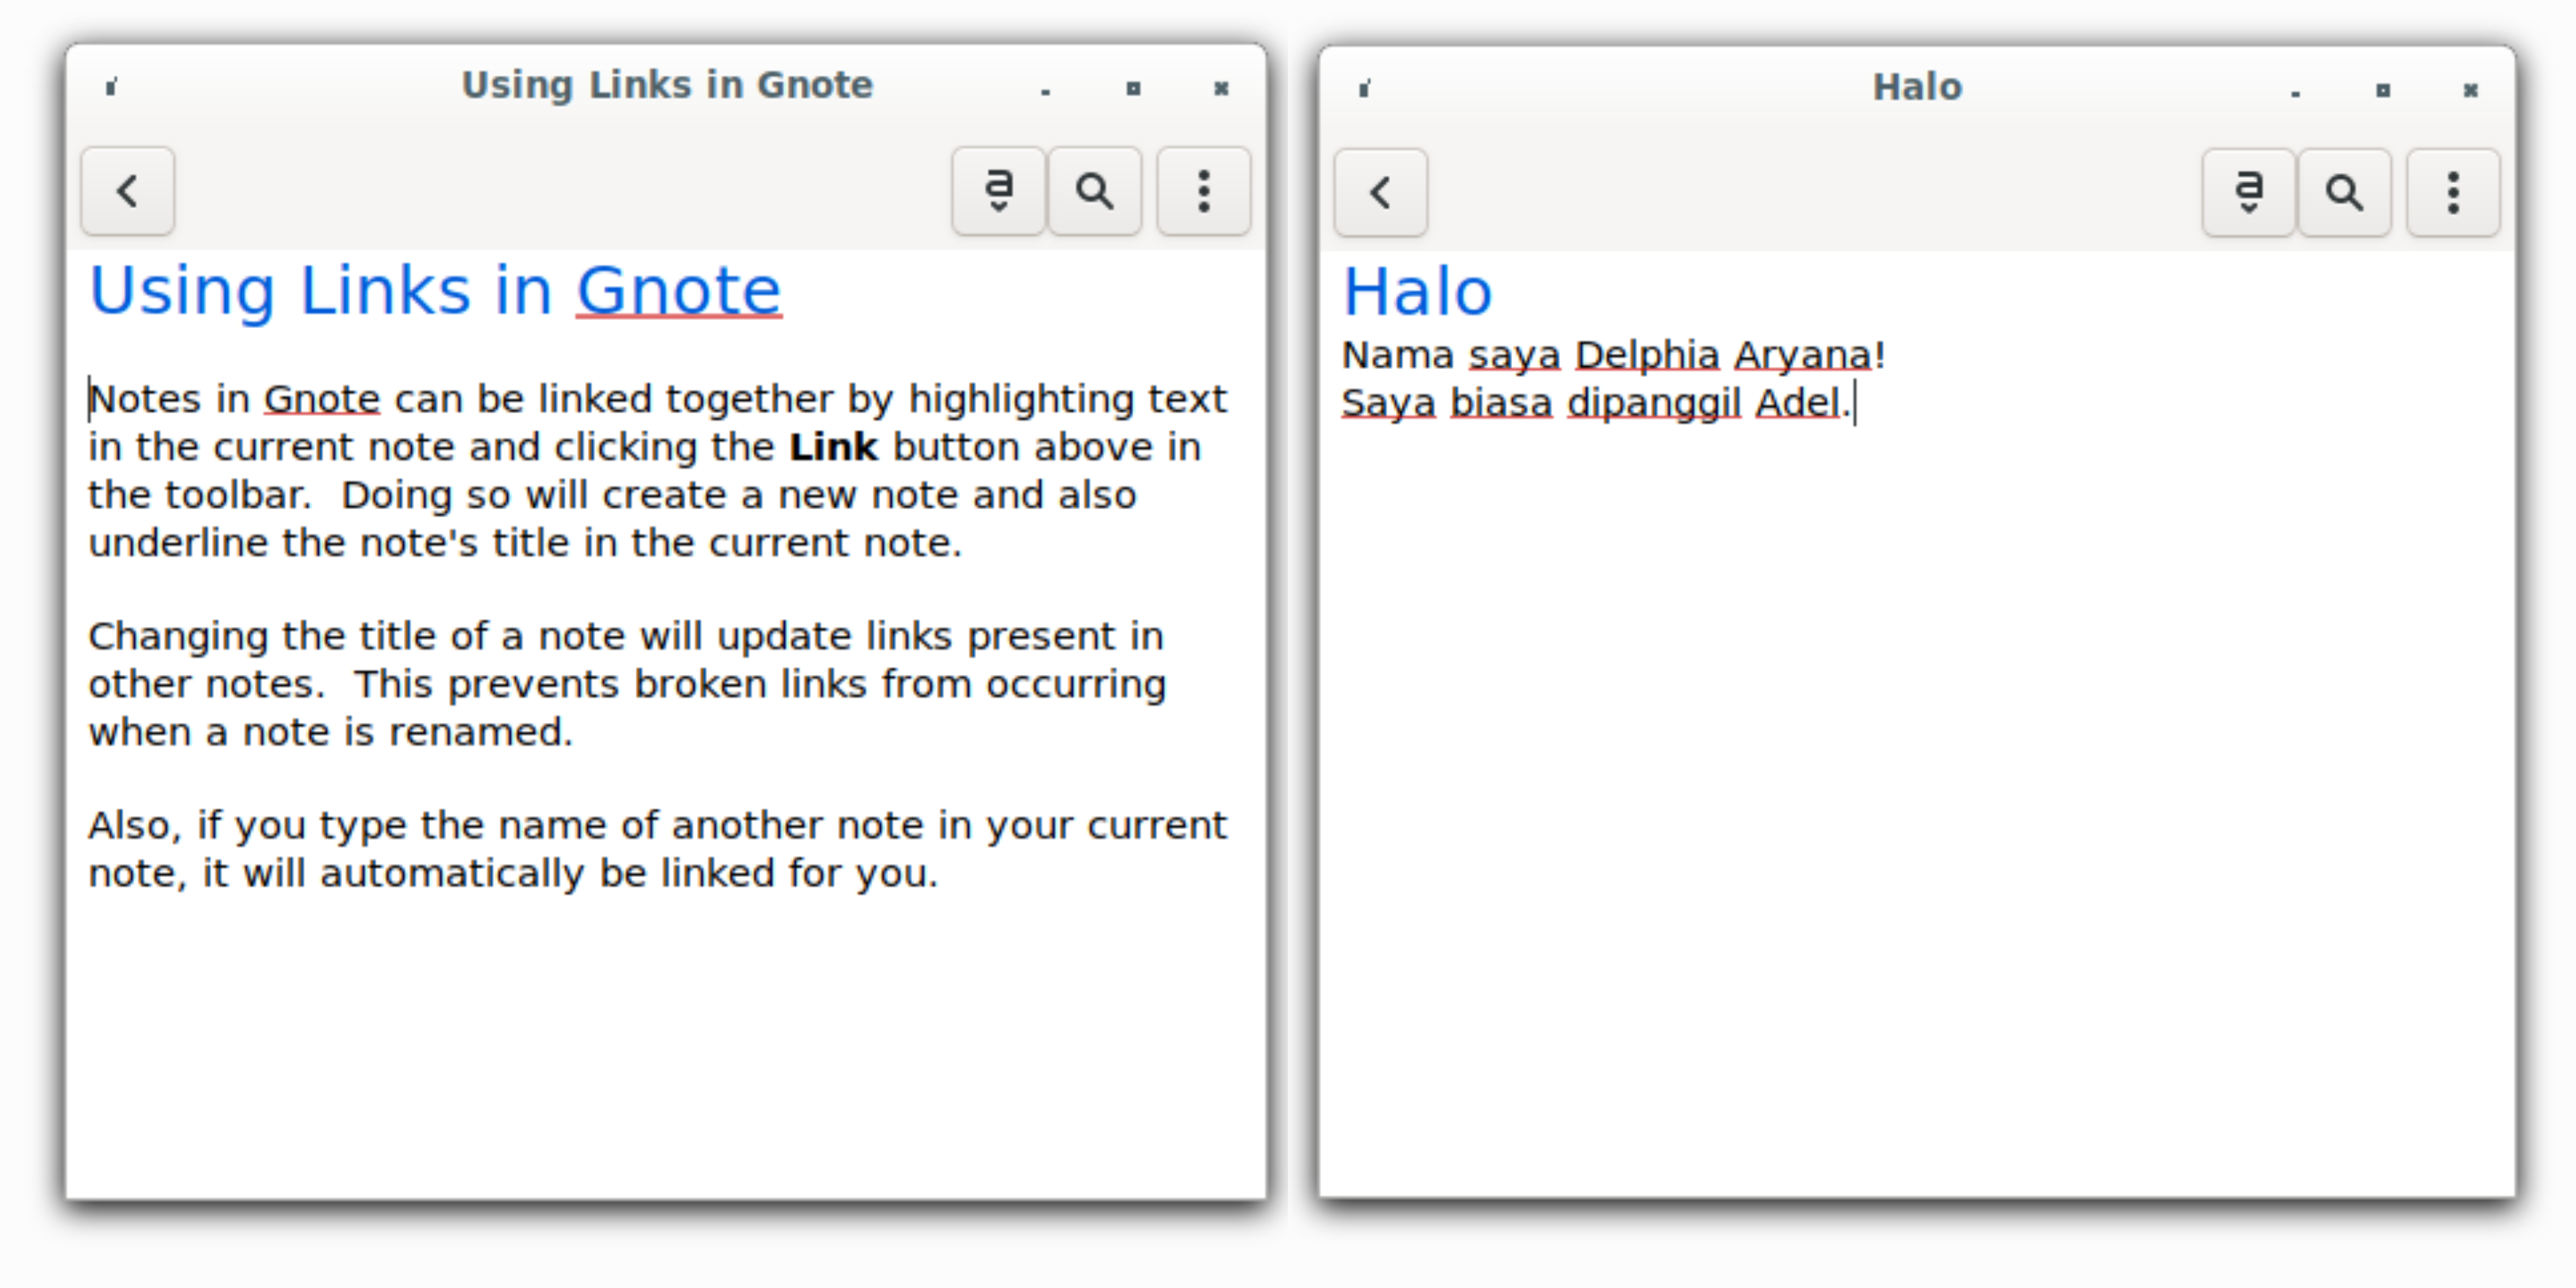 Using Links in Gnote
Using Links in Gnote
Notes in Gnote can be linked together by highlighting text
in the current note and clicking the Link button above in
the toolbar.  Doing so will create a new note and also
underline the note's title in the current note.
Changing the title of a note will update links present in
other notes.  This prevents broken links from occurring
when a note is renamed.
Also, if you type the name of another note in your current
note, it will automatically be linked for you.
Halo
Halo
Nama saya Delphia Aryana!
Saya biasa dipanggil Adel.